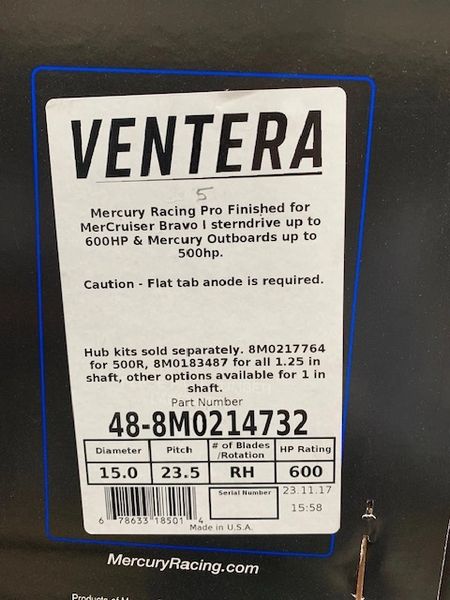 VENTERA
5
Mercury Racing Pro Finished for
MerCruiser Bravo I sterndrive up to
600HP & Mercury Outboards up to
500hp.
Caution - Flat tab anode is required.
Hub kits sold separately. 8M0217764
for 500R, 8M0183487 for all 1.25 in
shaft, other options available for 1 in
shaft.
Part Number
48-8M0214732
Diameter Pitch # of Blades /Rotation HP Rating
15.0 23.5 RH 600
Serial Number 23.11.17
15:58
6 78633 18501 4
Made in U.S.A.
MercuryRacing.com
Products of